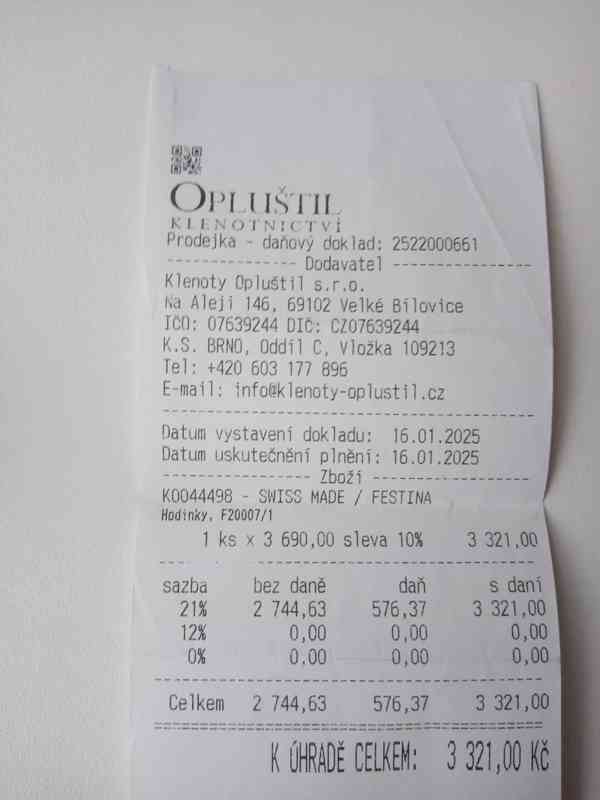 OPLUŠTIL
KLENOTNICTVÍ
Prodejka - daňový doklad: 2522000661
Dodavatel
Klenoty Opluštil s.r.o.
Na Aleji 146, 69102 Velké Bílovice
IČO: 07639244 DIČ: CZ07639244
K.S. BRNO, Oddíl C, Vložka 109213
Tel: +420 603 177 896
E-mail: info@klenoty-oplustil.cz
Datum vystavení dokladu: 16.01.2025
Datum uskutečnění plnění: 16.01.2025
Zboží
K0044498 - SWISS MADE / FESTINA
Hodinky, F20007/1
1 ks x 3 690,00 sleva 10% 3 321,00
sazba bez daně daň s daní
21% 2 744,63 576,37 3 321,00
12% 0,00 0,00 0,00
0% 0,00 0,00 0,00
Celkem 2 744,63 576,37 3 321,00
K ÚHRADĚ CELKEM: 3 321,00 Kč